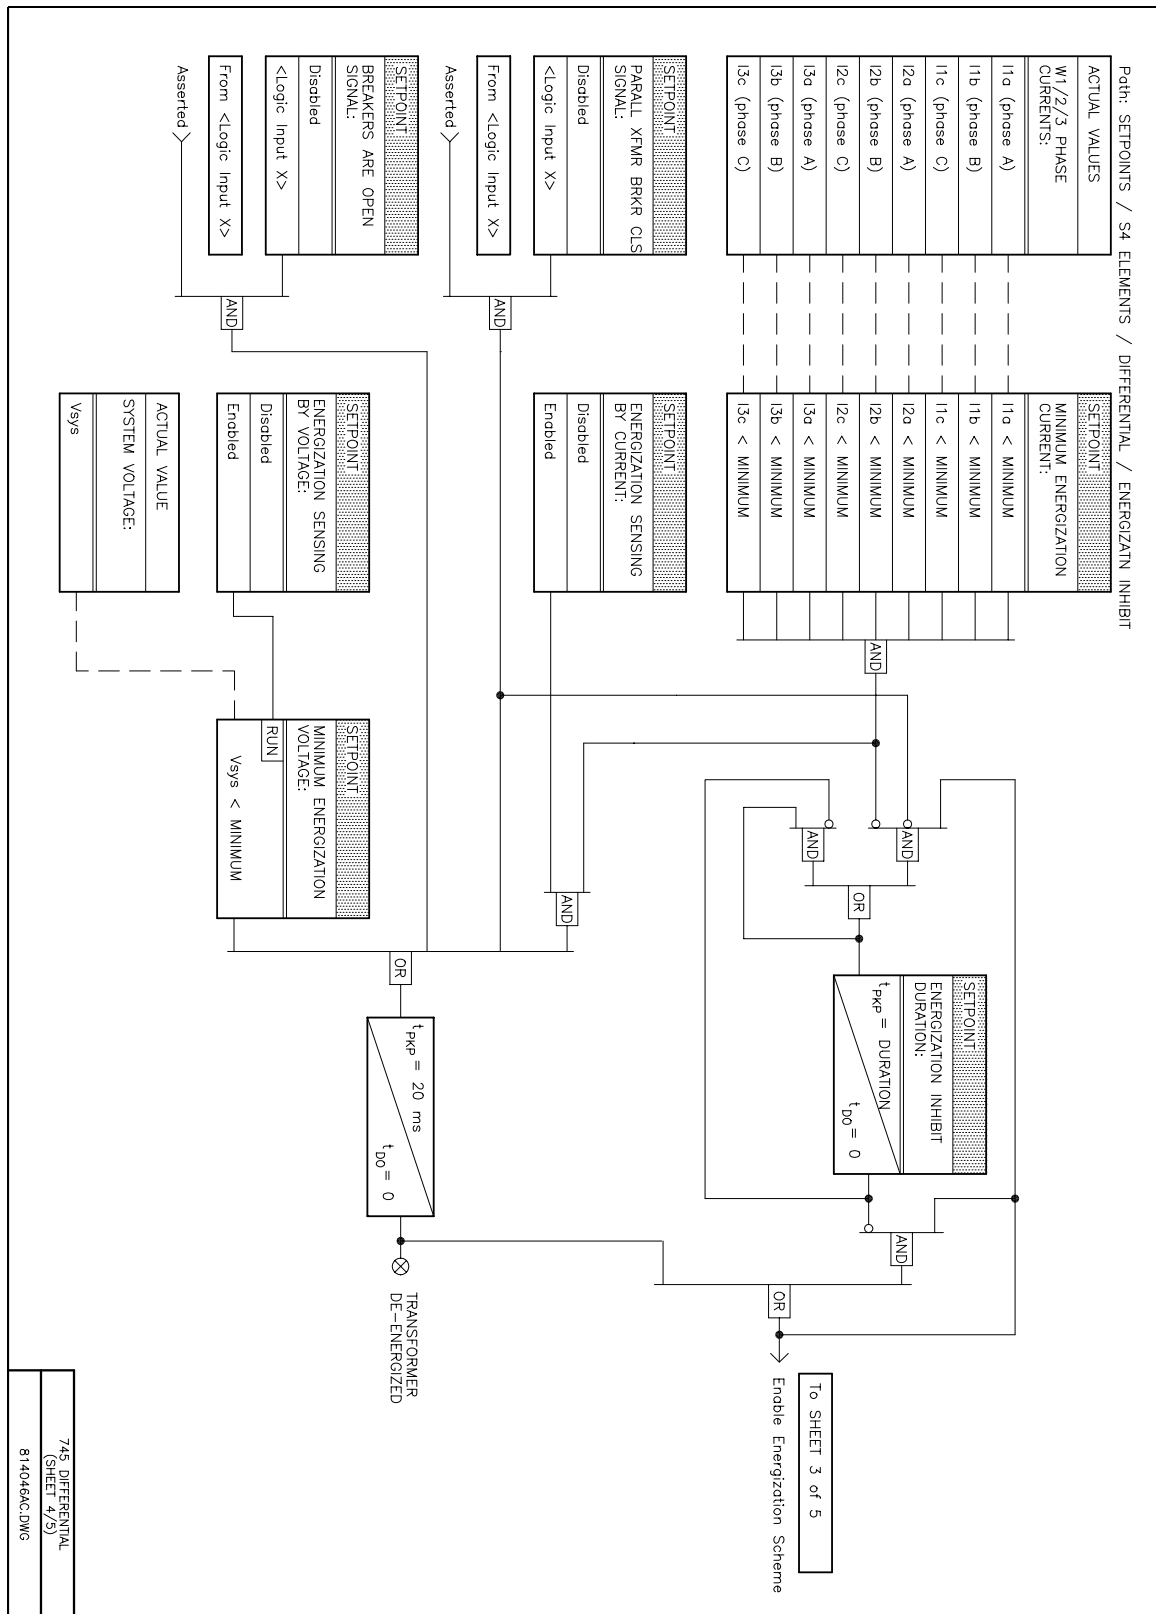 Path: SETPOINTS / S4 ELEMENTS / DIFFERENTIAL / ENERGIZATN INHIBIT
ACTUAL VALUES
W1/2/3 PHASE
CURRENTS:
I1a (phase A)
I1b (phase B)
I1c (phase C)
I2a (phase A)
I2b (phase B)
I2c (phase C)
I3a (phase A)
I3b (phase B)
I3c (phase C)
SETPOINT
MINIMUM ENERGIZATION
CURRENT:
I1a < MINIMUM
I1b < MINIMUM
I1c < MINIMUM
I2a < MINIMUM
I2b < MINIMUM
I2c < MINIMUM
I3a < MINIMUM
I3b < MINIMUM
I3c < MINIMUM
AND
AND
AND
OR
SETPOINT
ENERGIZATION INHIBIT
DURATION:
tPKP = DURATION
tDO = 0
AND
OR
To SHEET 3 of 5
Enable Energization Scheme
SETPOINT
PARALL XFMR BRKR CLS
SIGNAL:
Disabled
<Logic Input X>
From <Logic Input X>
Asserted
AND
SETPOINT
ENERGIZATION SENSING
BY CURRENT:
Disabled
Enabled
AND
SETPOINT
BREAKERS ARE OPEN
SIGNAL:
Disabled
<Logic Input X>
From <Logic Input X>
Asserted
AND
SETPOINT
ENERGIZATION SENSING
BY VOLTAGE:
Disabled
Enabled
ACTUAL VALUE
SYSTEM VOLTAGE:
Vsys
SETPOINT
MINIMUM ENERGIZATION
VOLTAGE:
RUN
Vsys < MINIMUM
OR
tPKP = 20 ms
tDO = 0
TRANSFORMER
DE-ENERGIZED
745 DIFFERENTIAL
(SHEET 4/5)
814046AC.DWG